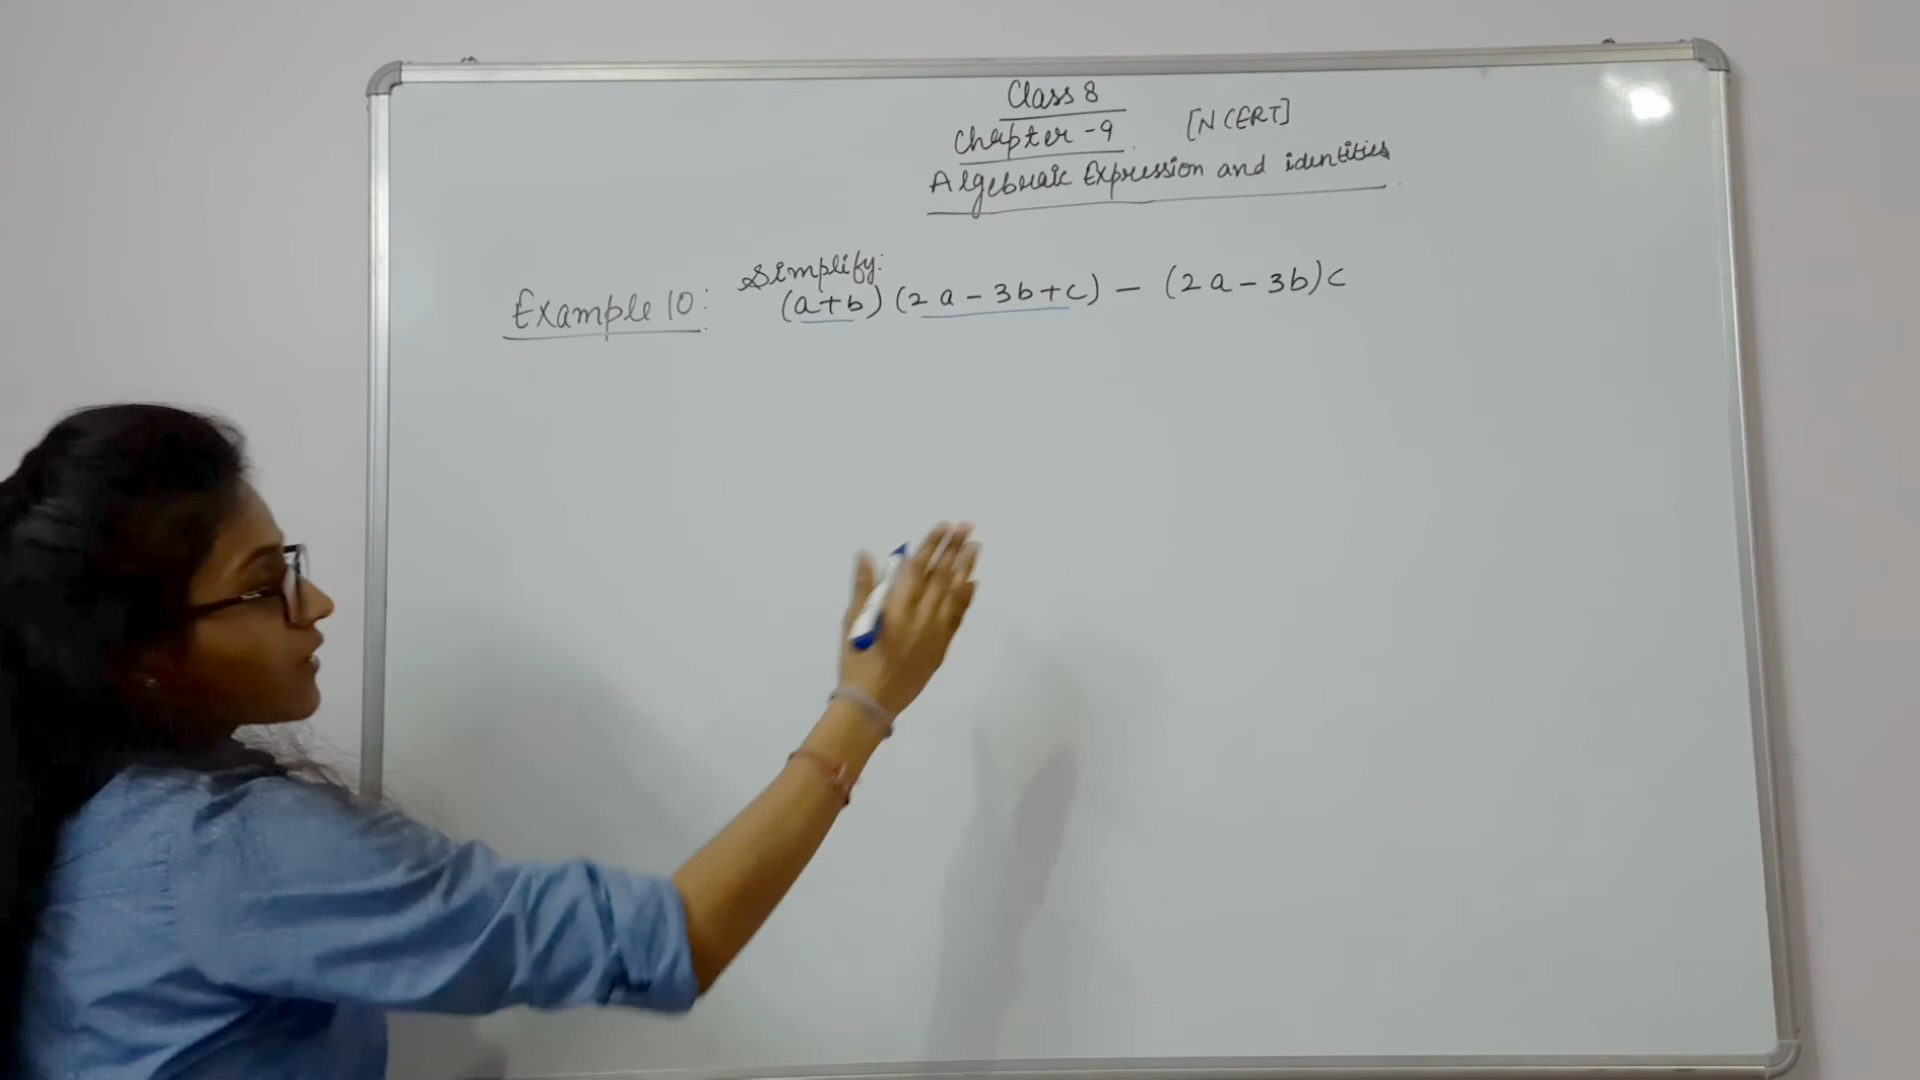 Class 8
Chapter - 9 [NCERT]
Algebraic Expression and identities
Simplify:
Example 10: (a+b) (2a - 3b + c) - (2a - 3b) c